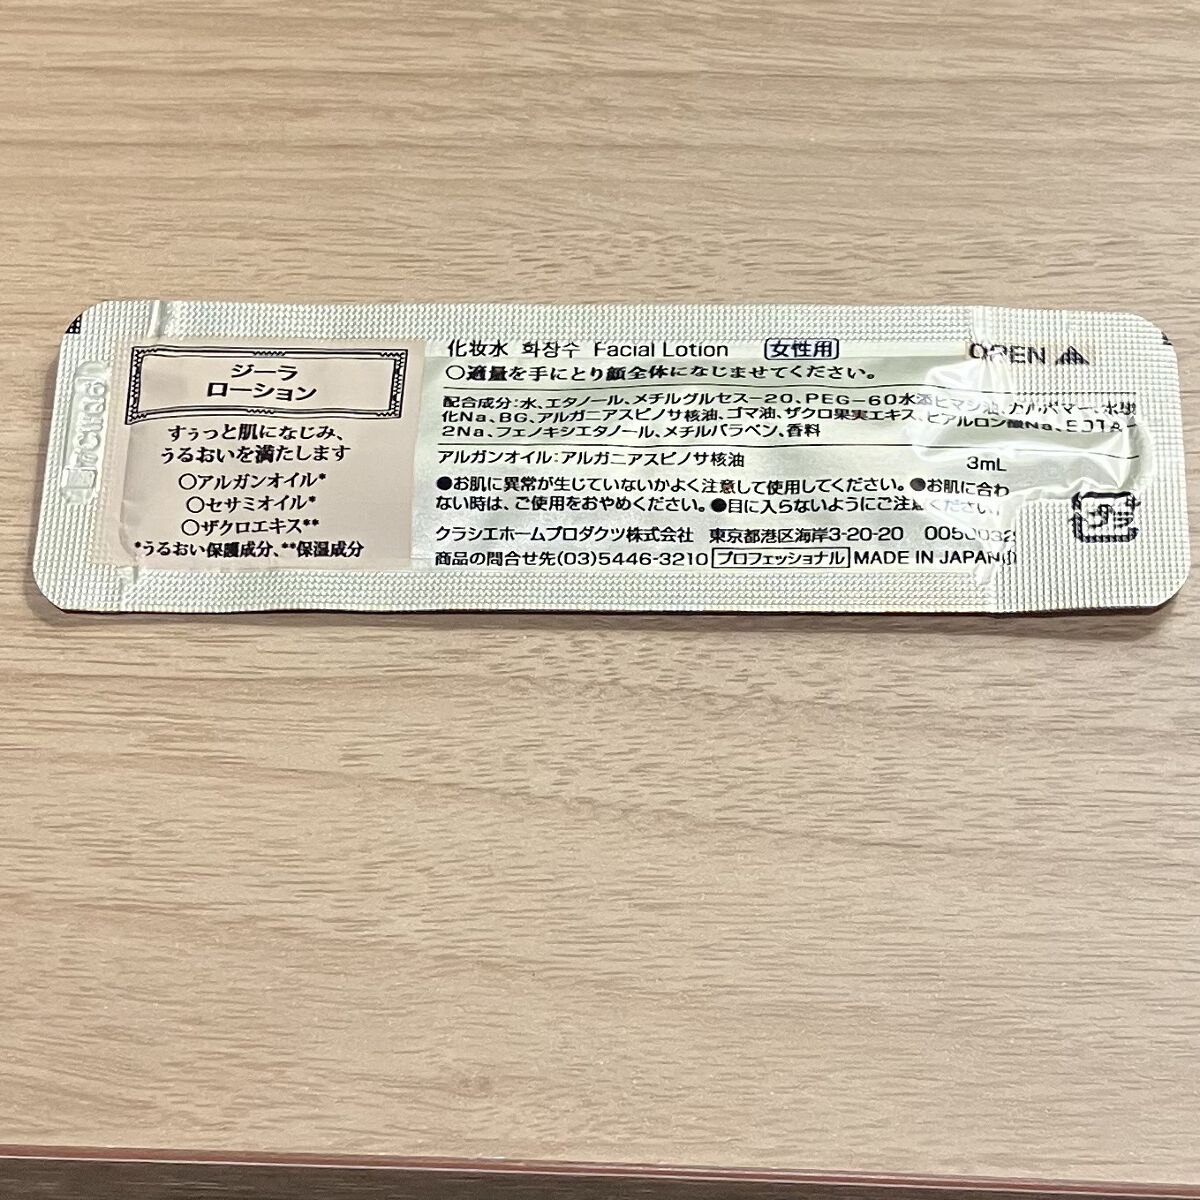 ジーラ
ローション
すぅっと肌になじみ、
うるおいを満たします
○アルガンオイル*
○セサミオイル*
○ザクロエキス**
*うるおい保護成分、**保湿成分
化妆水 화장수 Facial Lotion 女性用
OPEN
○適量を手にとり顔全体になじませてください。
配合成分:水、エタノール、メチルグルセス-20、PEG-60水添ヒマシ油、カルボマー、水酸
化Na、BG、アルガニアスピノサ核油、ゴマ油、ザクロ果実エキス、ヒアルロン酸Na、EDTA-
2Na、フェノキシエタノール、メチルパラベン、香料
アルガンオイル:アルガニアスピノサ核油 3mL
●お肌に異常が生じていないかよく注意して使用してください。●お肌に合わ
ない時は、ご使用をおやめください。●目に入らないようにご注意ください。
クラシエホームプロダクツ株式会社 東京都港区海岸3-20-20
商品の問合せ先(03)5446-3210 プロフェッショナル MADE IN JAPAN
プラ